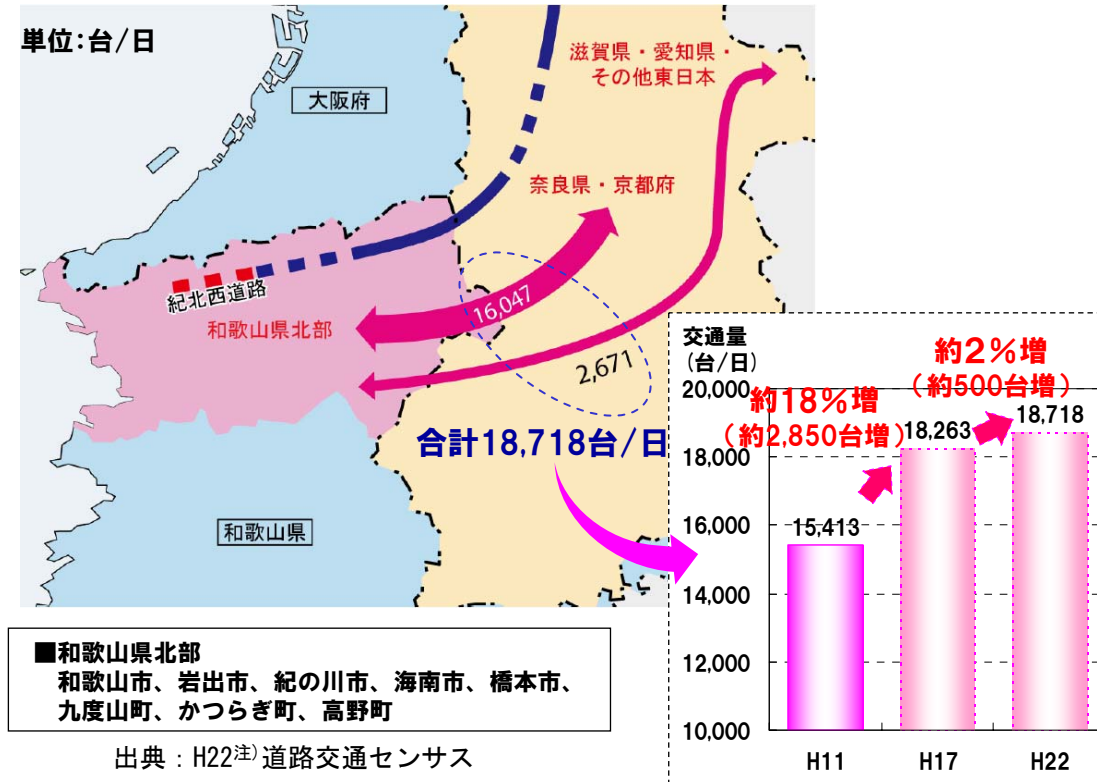 単位:台/日
滋賀県・愛知県・
その他東日本
大阪府
奈良県・京都府
紀北西道路
和歌山県北部
16,047
2,671
合計18,718台/日
和歌山県
■和歌山県北部
和歌山市、岩出市、紀の川市、海南市、橋本市、
九度山町、かつらぎ町、高野町
出典：H22注)道路交通センサス
交通量
(台/日)
約2％増
（約500台増）
約18％増
（約2,850台増）
15,413
18,263
18,718
20,000
18,000
16,000
14,000
12,000
10,000
H11
H17
H22